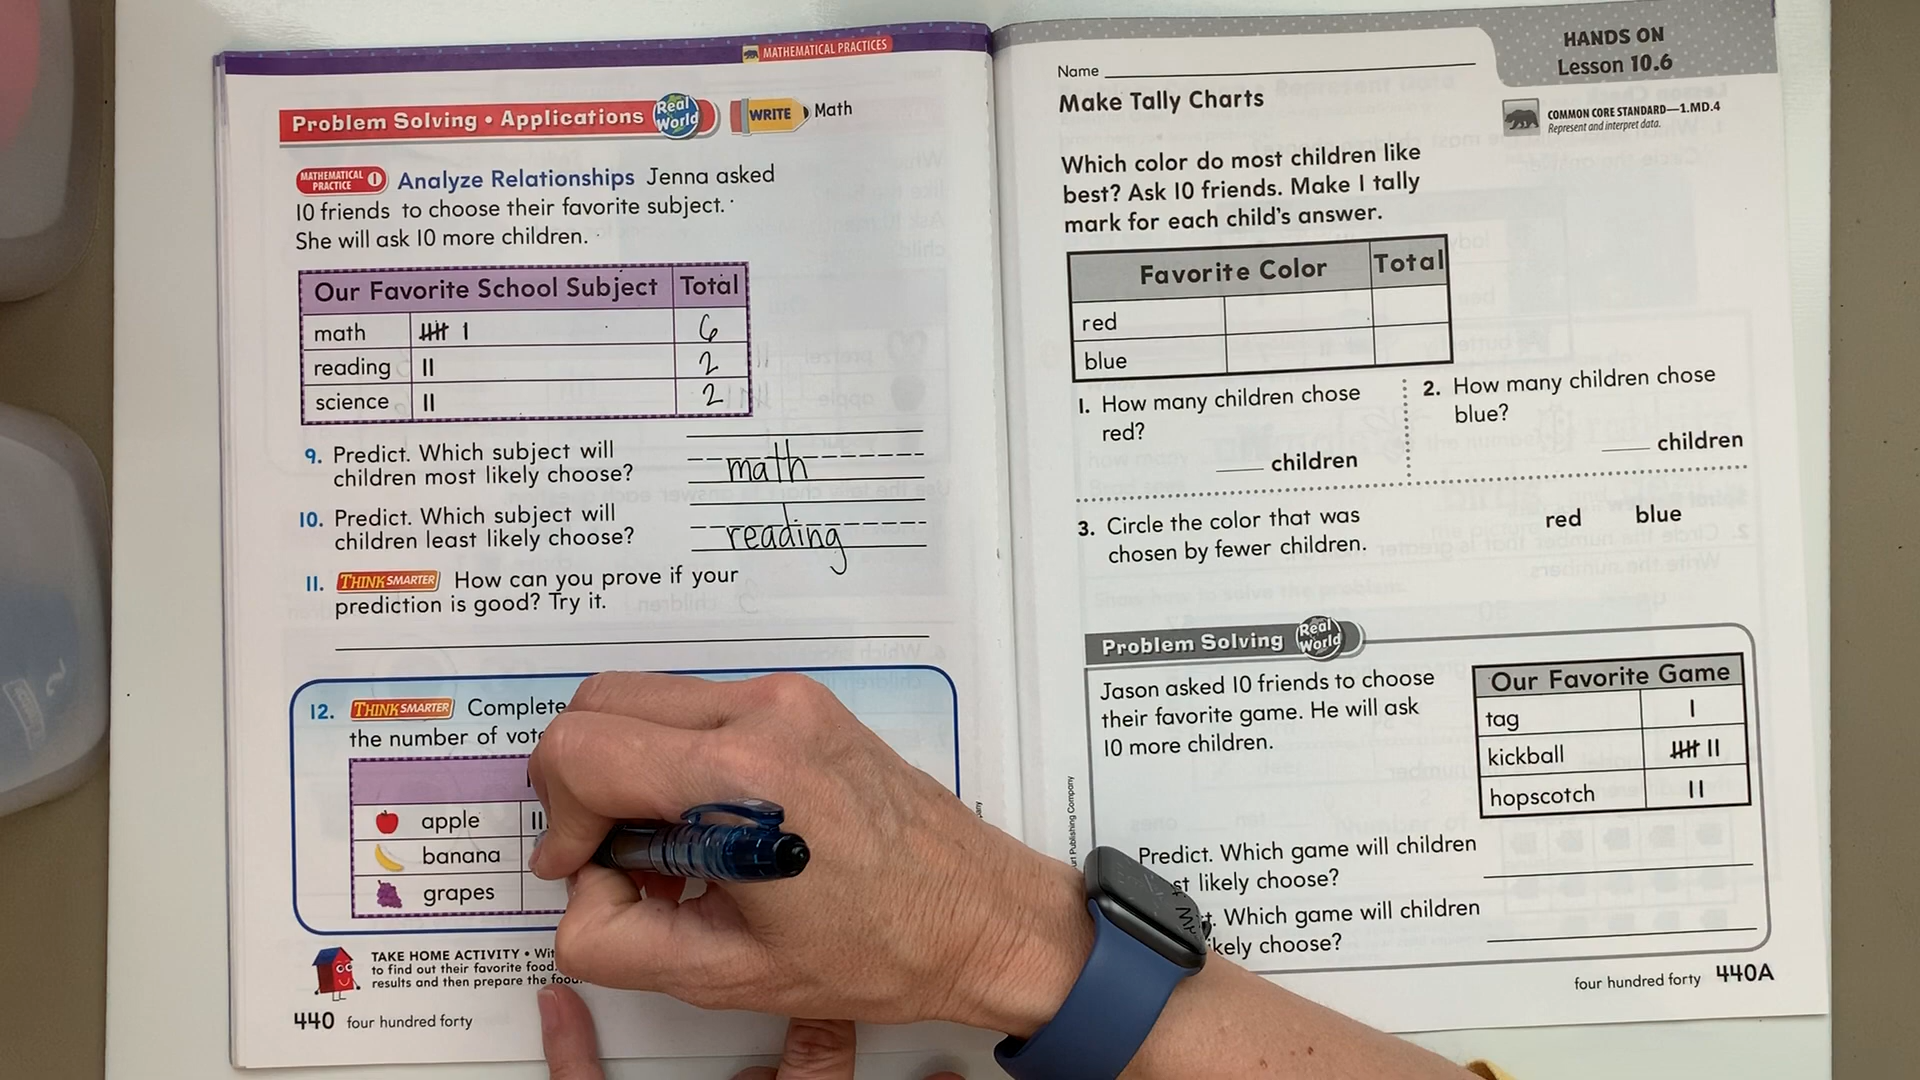 MATHEMATICAL PRACTICES
Problem Solving • Applications Real World WRITE Math
MATHEMATICAL PRACTICE 1 Analyze Relationships Jenna asked
10 friends to choose their favorite subject.
She will ask 10 more children.
Our Favorite School Subject Total
math 𝍸 I 6
reading II 2
science II 2
9. Predict. Which subject will
children most likely choose?
math
10. Predict. Which subject will
children least likely choose?
reading
11. THINK SMARTER How can you prove if your
prediction is good? Try it.
12. THINK SMARTER Complete
the number of
apple
banana
grapes
TAKE HOME ACTIVITY •
to find out their favorite food.
results and then prepare the
440 four hundred forty
Name
HANDS ON
Lesson 10.6
Make Tally Charts
COMMON CORE STANDARD—1.MD.4
Represent and interpret data.
Which color do most children like
best? Ask 10 friends. Make 1 tally
mark for each child's answer.
Favorite Color Total
red
blue
1. How many children chose
red?
children
2. How many children chose
blue?
children
3. Circle the color that was
chosen by fewer children.
red blue
Problem Solving Real World
Jason asked 10 friends to choose
their favorite game. He will ask
10 more children.
Our Favorite Game
tag I
kickball 𝍸 II
hopscotch II
Predict. Which game will children
likely choose?
Which game will children
choose?
Publishing Company
four hundred forty 440A